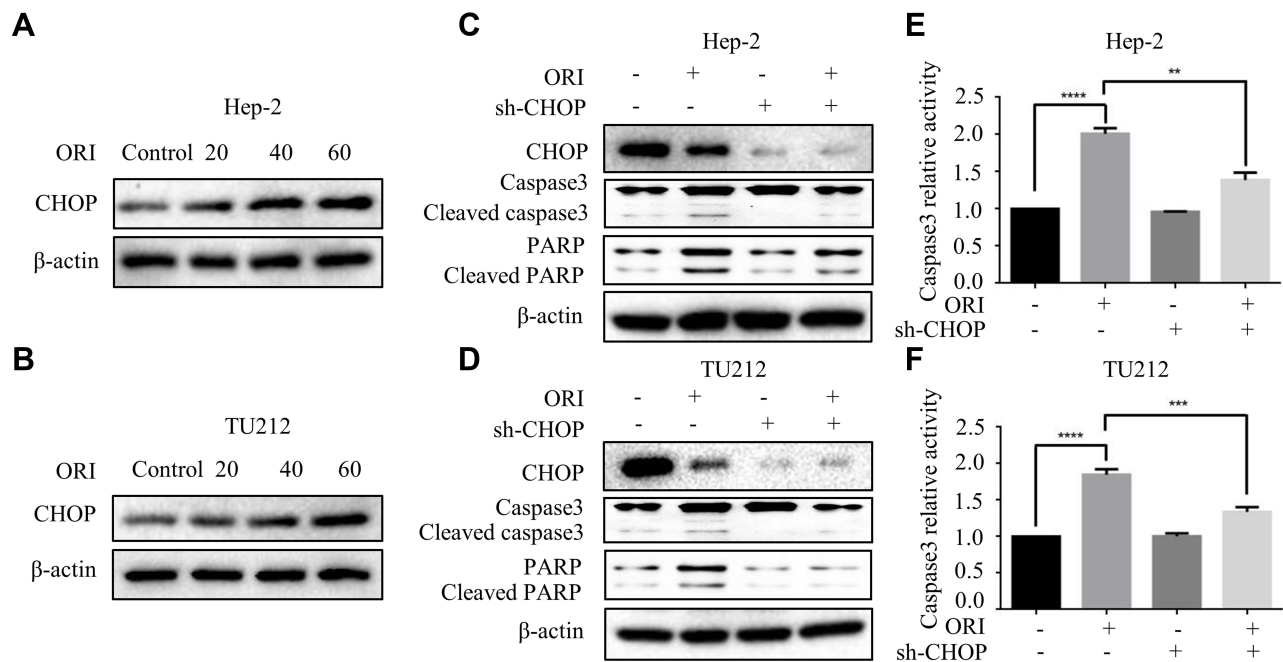 A
Hep-2
ORI Control 20 40 60
CHOP
β-actin
B
TU212
ORI Control 20 40 60
CHOP
β-actin
C
Hep-2
ORI - + - +
sh-CHOP - - + +
CHOP
Caspase3
Cleaved caspase3
PARP
Cleaved PARP
β-actin
D
TU212
ORI - + - +
sh-CHOP - - + +
CHOP
Caspase3
Cleaved caspase3
PARP
Cleaved PARP
β-actin
E
Hep-2
**
****
Caspase3 relative activity
2.5
2.0
1.5
1.0
0.5
0.0
ORI - + - +
sh-CHOP - - + +
F
TU212
***
****
Caspase3 relative activity
2.5
2.0
1.5
1.0
0.5
0.0
ORI - + - +
sh-CHOP - - + +